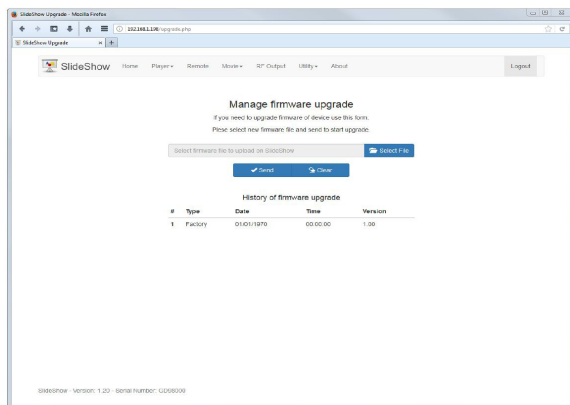 SlideShow Upgrade - Mozilla Firefox
192.168.1.198/upgrade.php
SlideShow Upgrade
SlideShow Home Player Remote Movie RF Output Utility About Logout
Manage firmware upgrade
If you need to upgrade firmware of device use this form.
Plese select new firmware file and send to start upgrade.
Select firmware file to upload on SlideShow Select File
Send Clear
History of firmware upgrade
# Type Date Time Version
1 Factory 01/01/1970 00:00:00 1.00
SlideShow - Version: 1.20 - Serial Number: